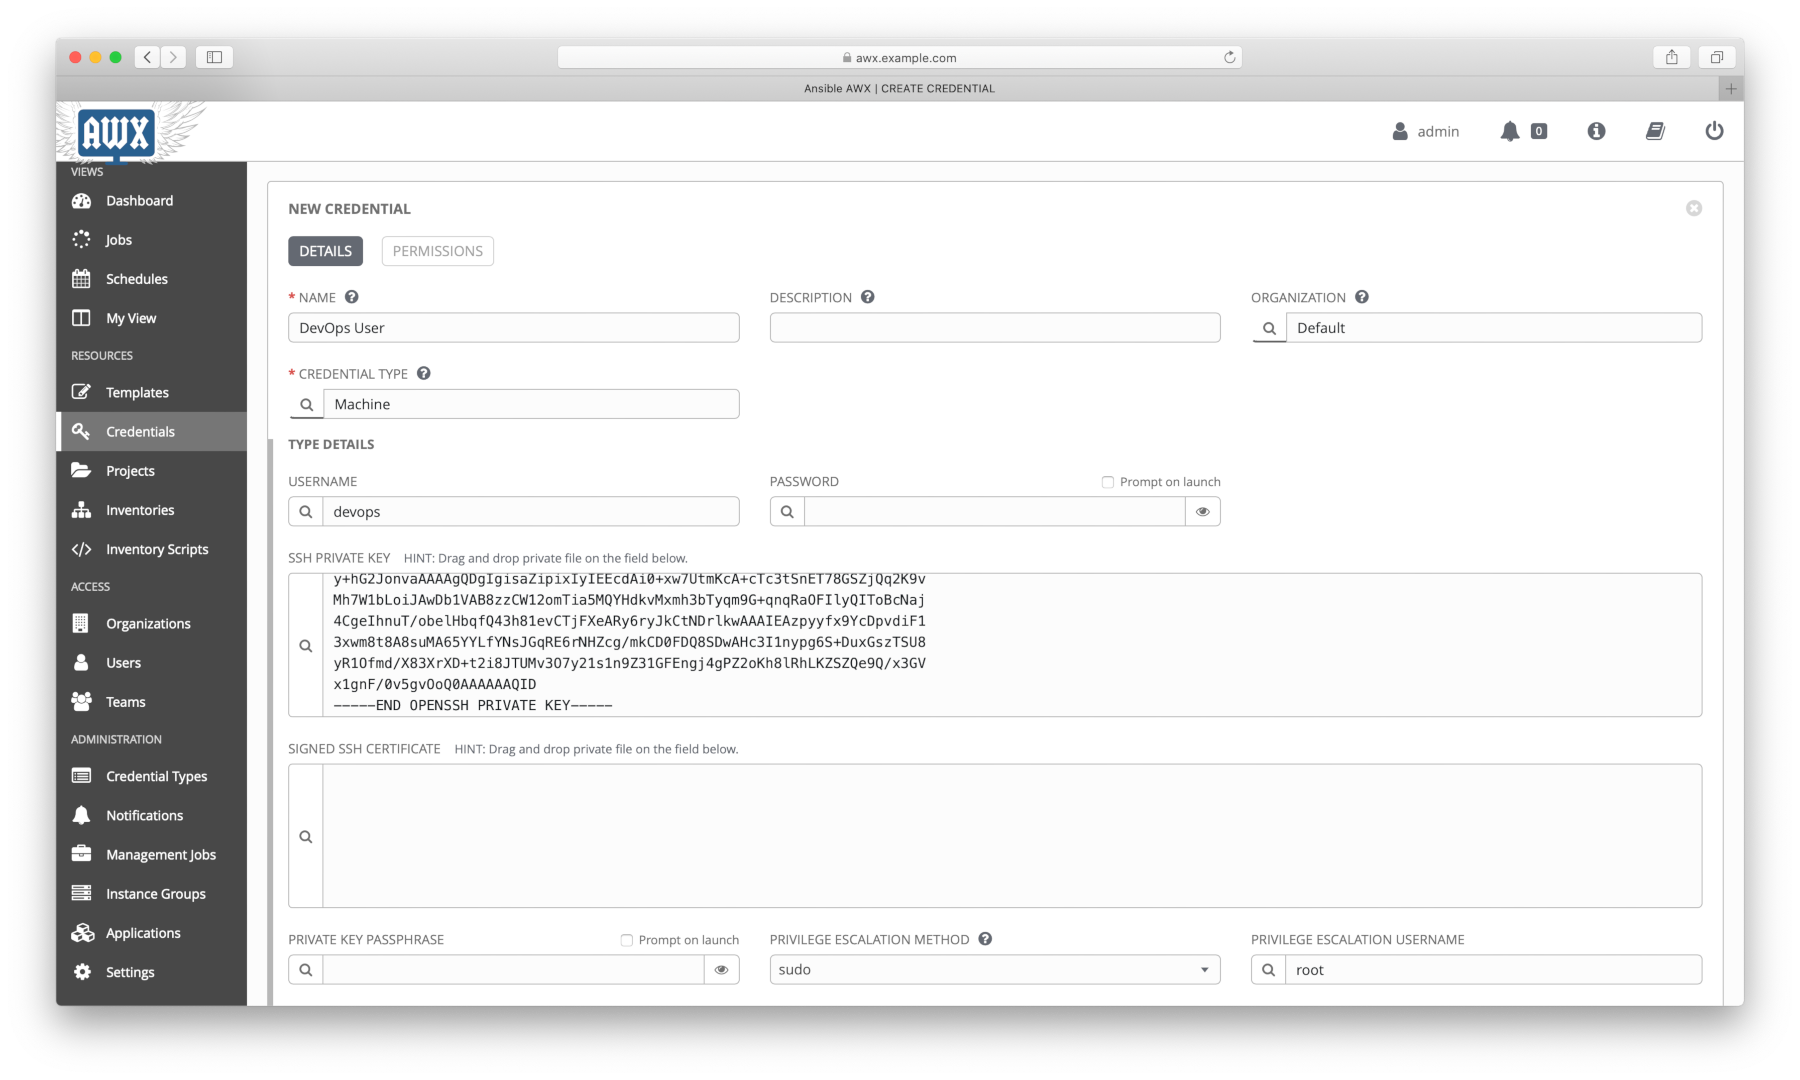 awx.example.com
Ansible AWX | CREATE CREDENTIAL
AWX
admin
0
VIEWS
Dashboard
Jobs
Schedules
My View
RESOURCES
Templates
Credentials
Projects
Inventories
Inventory Scripts
ACCESS
Organizations
Users
Teams
ADMINISTRATION
Credential Types
Notifications
Management Jobs
Instance Groups
Applications
Settings
NEW CREDENTIAL
DETAILS PERMISSIONS
* NAME
DevOps User
DESCRIPTION
ORGANIZATION
Default
* CREDENTIAL TYPE
Machine
TYPE DETAILS
USERNAME
devops
PASSWORD Prompt on launch
SSH PRIVATE KEY HINT: Drag and drop private file on the field below.
y+hG2JonvaAAAAgQDgIgisaZipixIyIEEcdAi0+xw7UtmKcA+cTc3tSnET78GSZjQq2K9v
Mh7W1bLoiJAwDb1VAB8zzCW12omTia5MQYHdkvMxmh3bTyqm9G+qnqRaOFIlyQIToBcNaj
4CgeIhnuT/obelHbqfQ43h81evCTjFXeARy6ryJkCtNDrlkwAAAIEAzpyyfx9YcDpvdiF1
3xwm8t8A8suMA65YYLfYNsJGqRE6rNHZcg/mkCD0FDQ8SDwAHc3I1nypg6S+DuxGszTSU8
yR1Ofmd/X83XrXD+t2i8JTUMv3O7y21s1n9Z31GFEngj4gPZ2oKh8lRhLKZSZQe9Q/x3GV
x1gnF/0v5gvOoQ0AAAAAAQID
-----END OPENSSH PRIVATE KEY-----
SIGNED SSH CERTIFICATE HINT: Drag and drop private file on the field below.
PRIVATE KEY PASSPHRASE Prompt on launch
PRIVILEGE ESCALATION METHOD
sudo
PRIVILEGE ESCALATION USERNAME
root